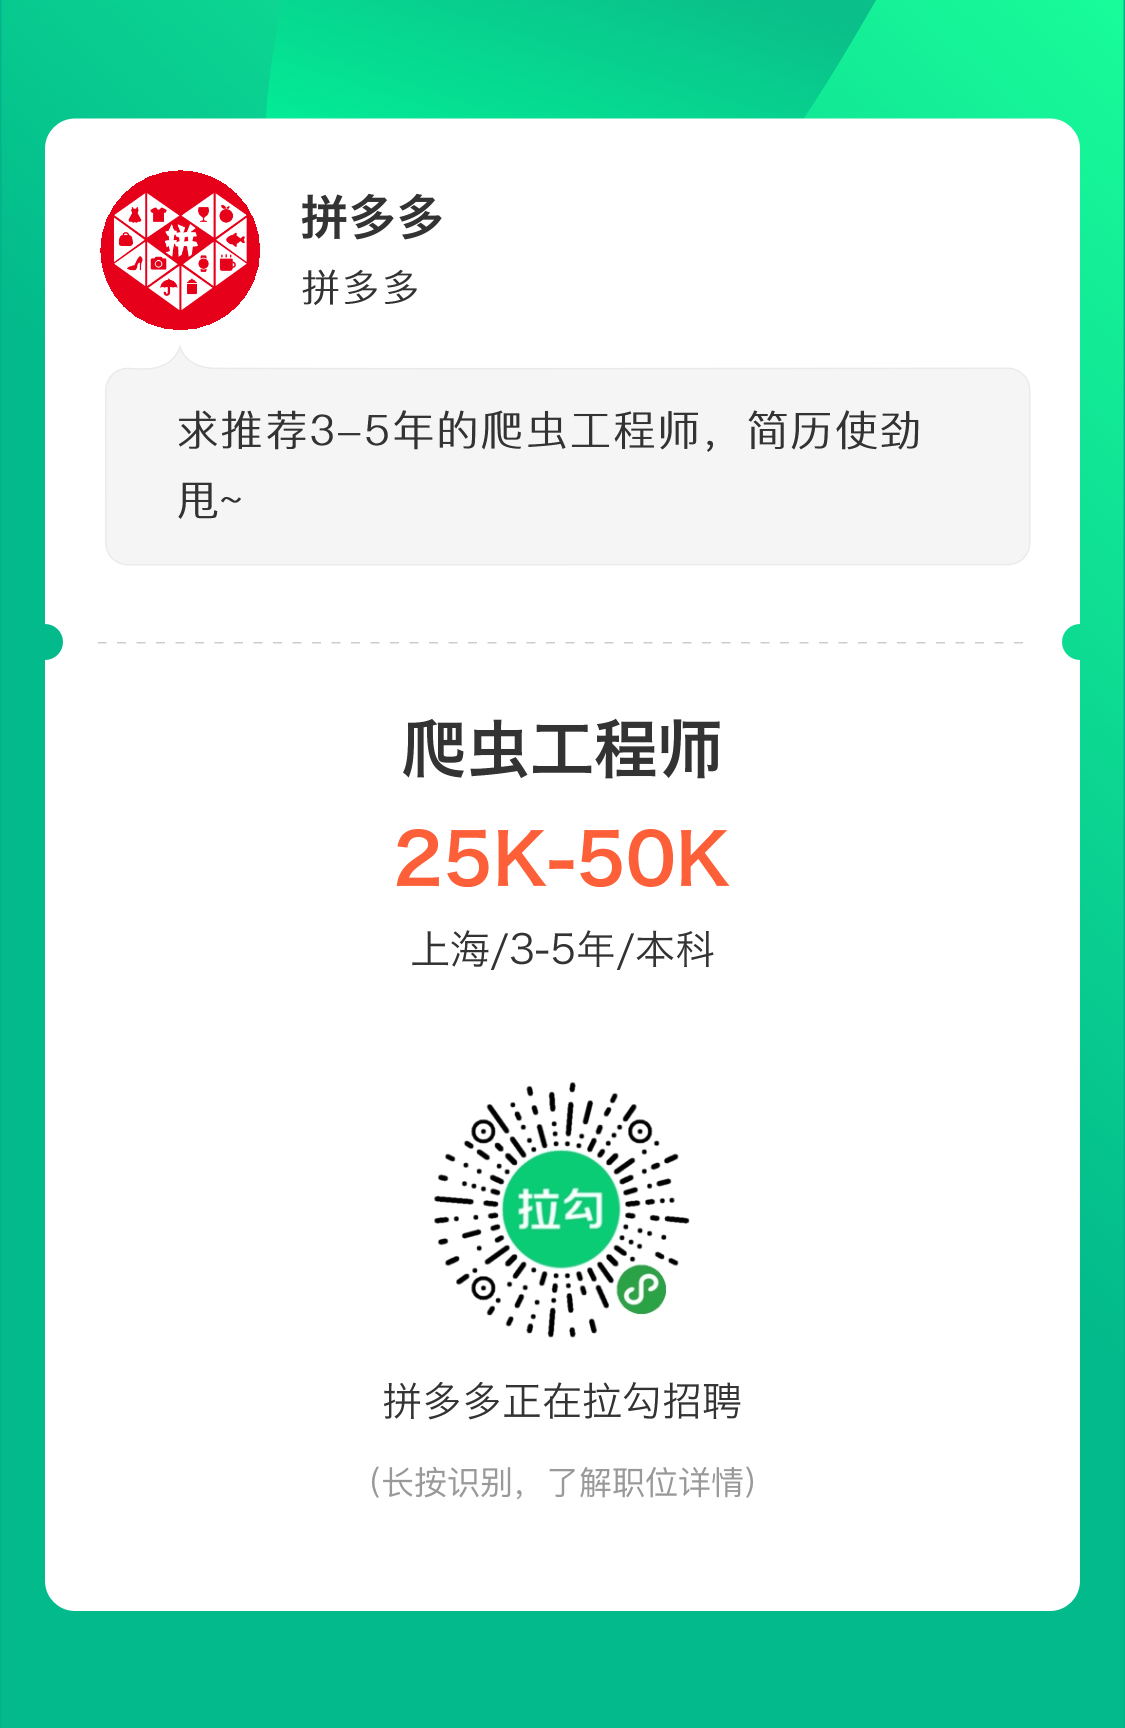 拼
拼多多
拼多多
求推荐3-5年的爬虫工程师，简历使劲
甩~
爬虫工程师
25K-50K
上海/3-5年/本科
拉勾
拼多多正在拉勾招聘
(长按识别，了解职位详情)